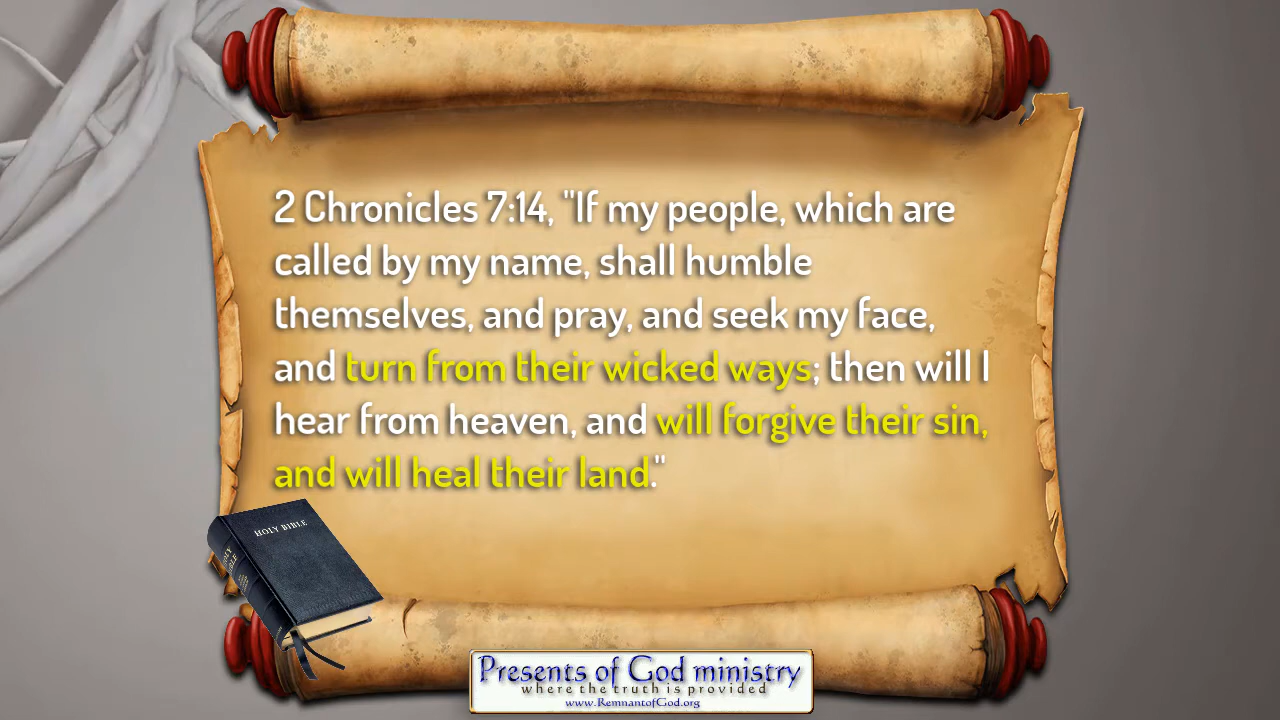 2 Chronicles 7:14, "If my people, which are
called by my name, shall humble
themselves, and pray, and seek my face,
and turn from their wicked ways; then will I
hear from heaven, and will forgive their sin,
and will heal their land."
HOLY BIBLE
Presents of God ministry
where the truth is provided
www.RemnantofGod.org